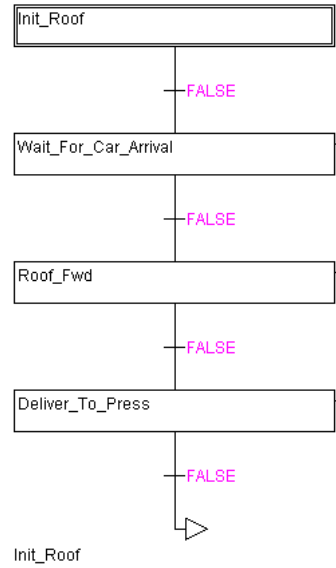 Init_Roof
FALSE
Wait_For_Car_Arrival
FALSE
Roof_Fwd
FALSE
Deliver_To_Press
FALSE
Init_Roof